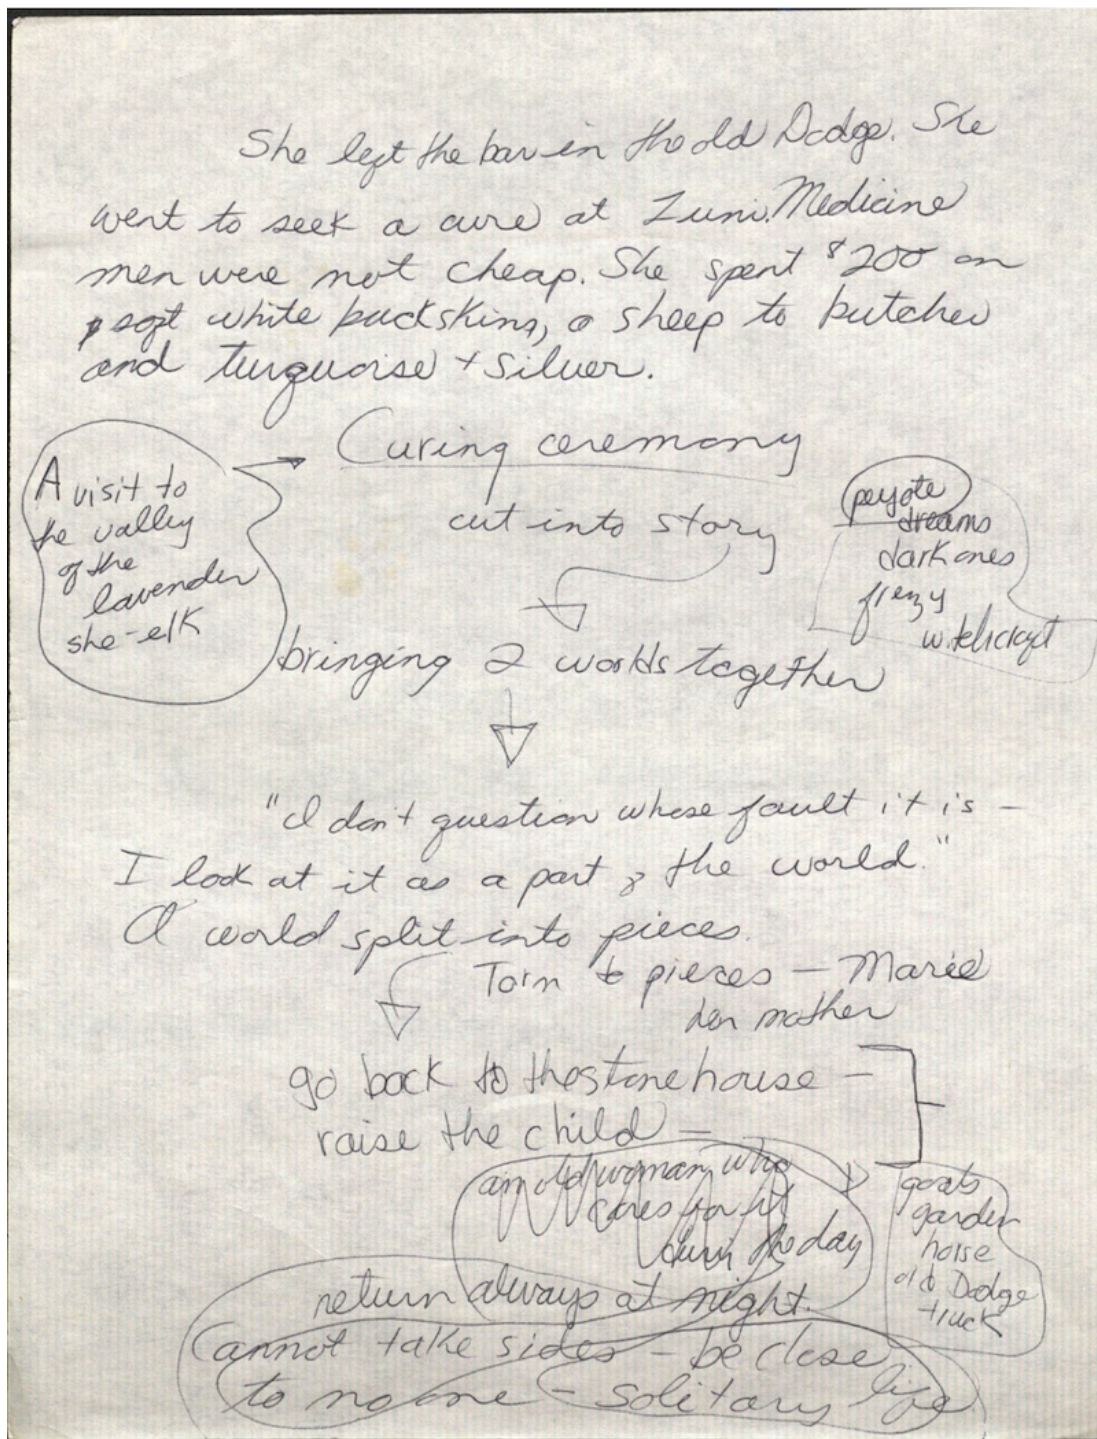 She left the bar in the old Dodge. She
went to seek a cure at Zuni. Medicine
men were not cheap. She spent $200 on
soft white buckskins, a sheep to butcher
and turquoise + silver.
Curing ceremony
cut into story
A visit to
the valley
of the
lavender
she-elk
peyote
dreams
dark ones
frenzy
witchcraft
bringing 2 worlds together
"I don't question whose fault it is —
I look at it as a part of the world."
A world split into pieces.
Torn to pieces — Marie
her mother
go back to the stone house —
raise the child —
an old woman who
cares for it
durin the day
goats
garden
horse
old Dodge
truck
return always at night.
Cannot take sides — be close
to no one — solitary life